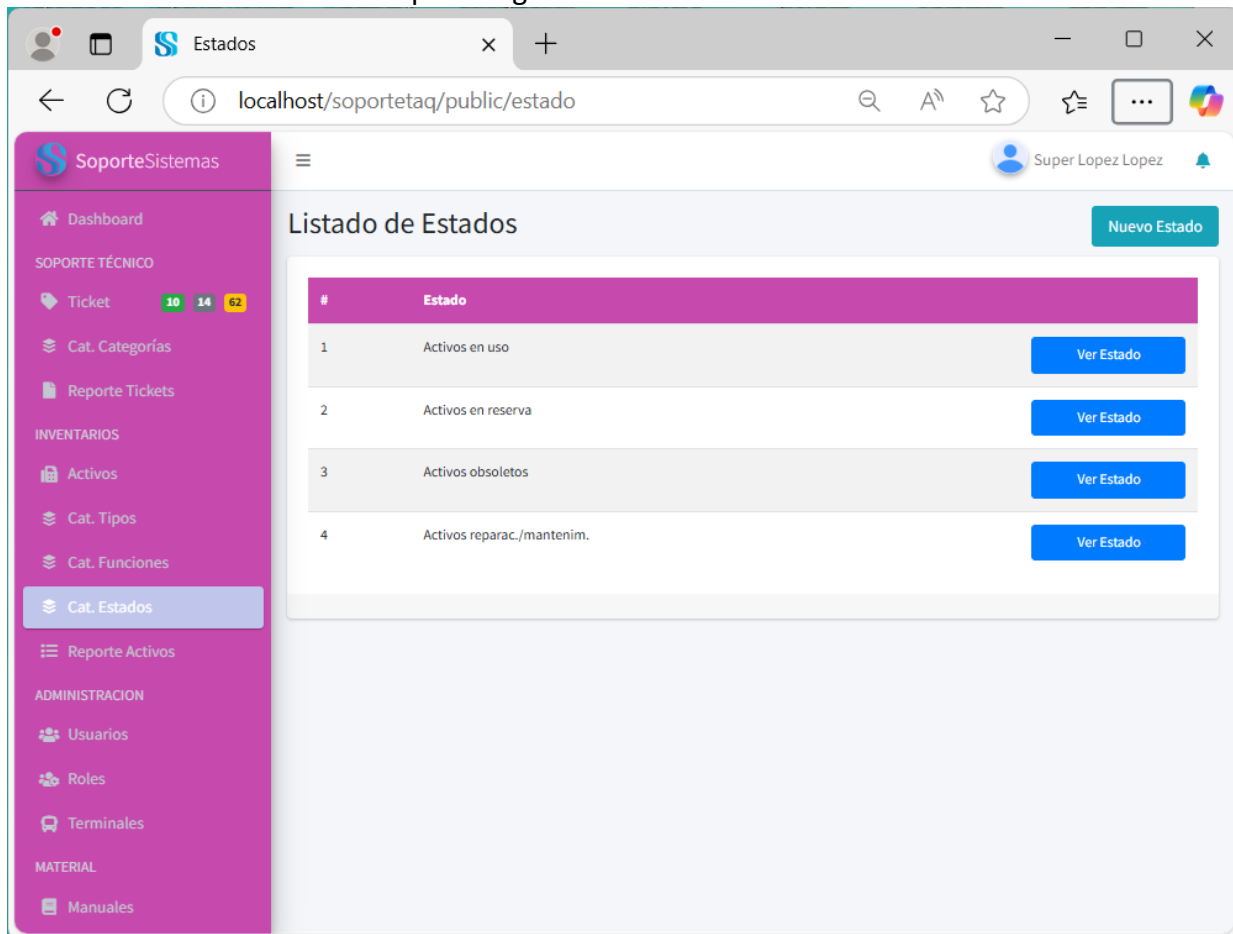 Estados
localhost/soportetaq/public/estado
SoporteSistemas
Super Lopez Lopez
Dashboard
Listado de Estados
Nuevo Estado
SOPORTE TÉCNICO
Ticket 10 14 62
Cat. Categorías
Reporte Tickets
INVENTARIOS
Activos
Cat. Tipos
Cat. Funciones
Cat. Estados
Reporte Activos
ADMINISTRACION
Usuarios
Roles
Terminales
MATERIAL
Manuales
# Estado
1 Activos en uso Ver Estado
2 Activos en reserva Ver Estado
3 Activos obsoletos Ver Estado
4 Activos reparac./mantenim. Ver Estado